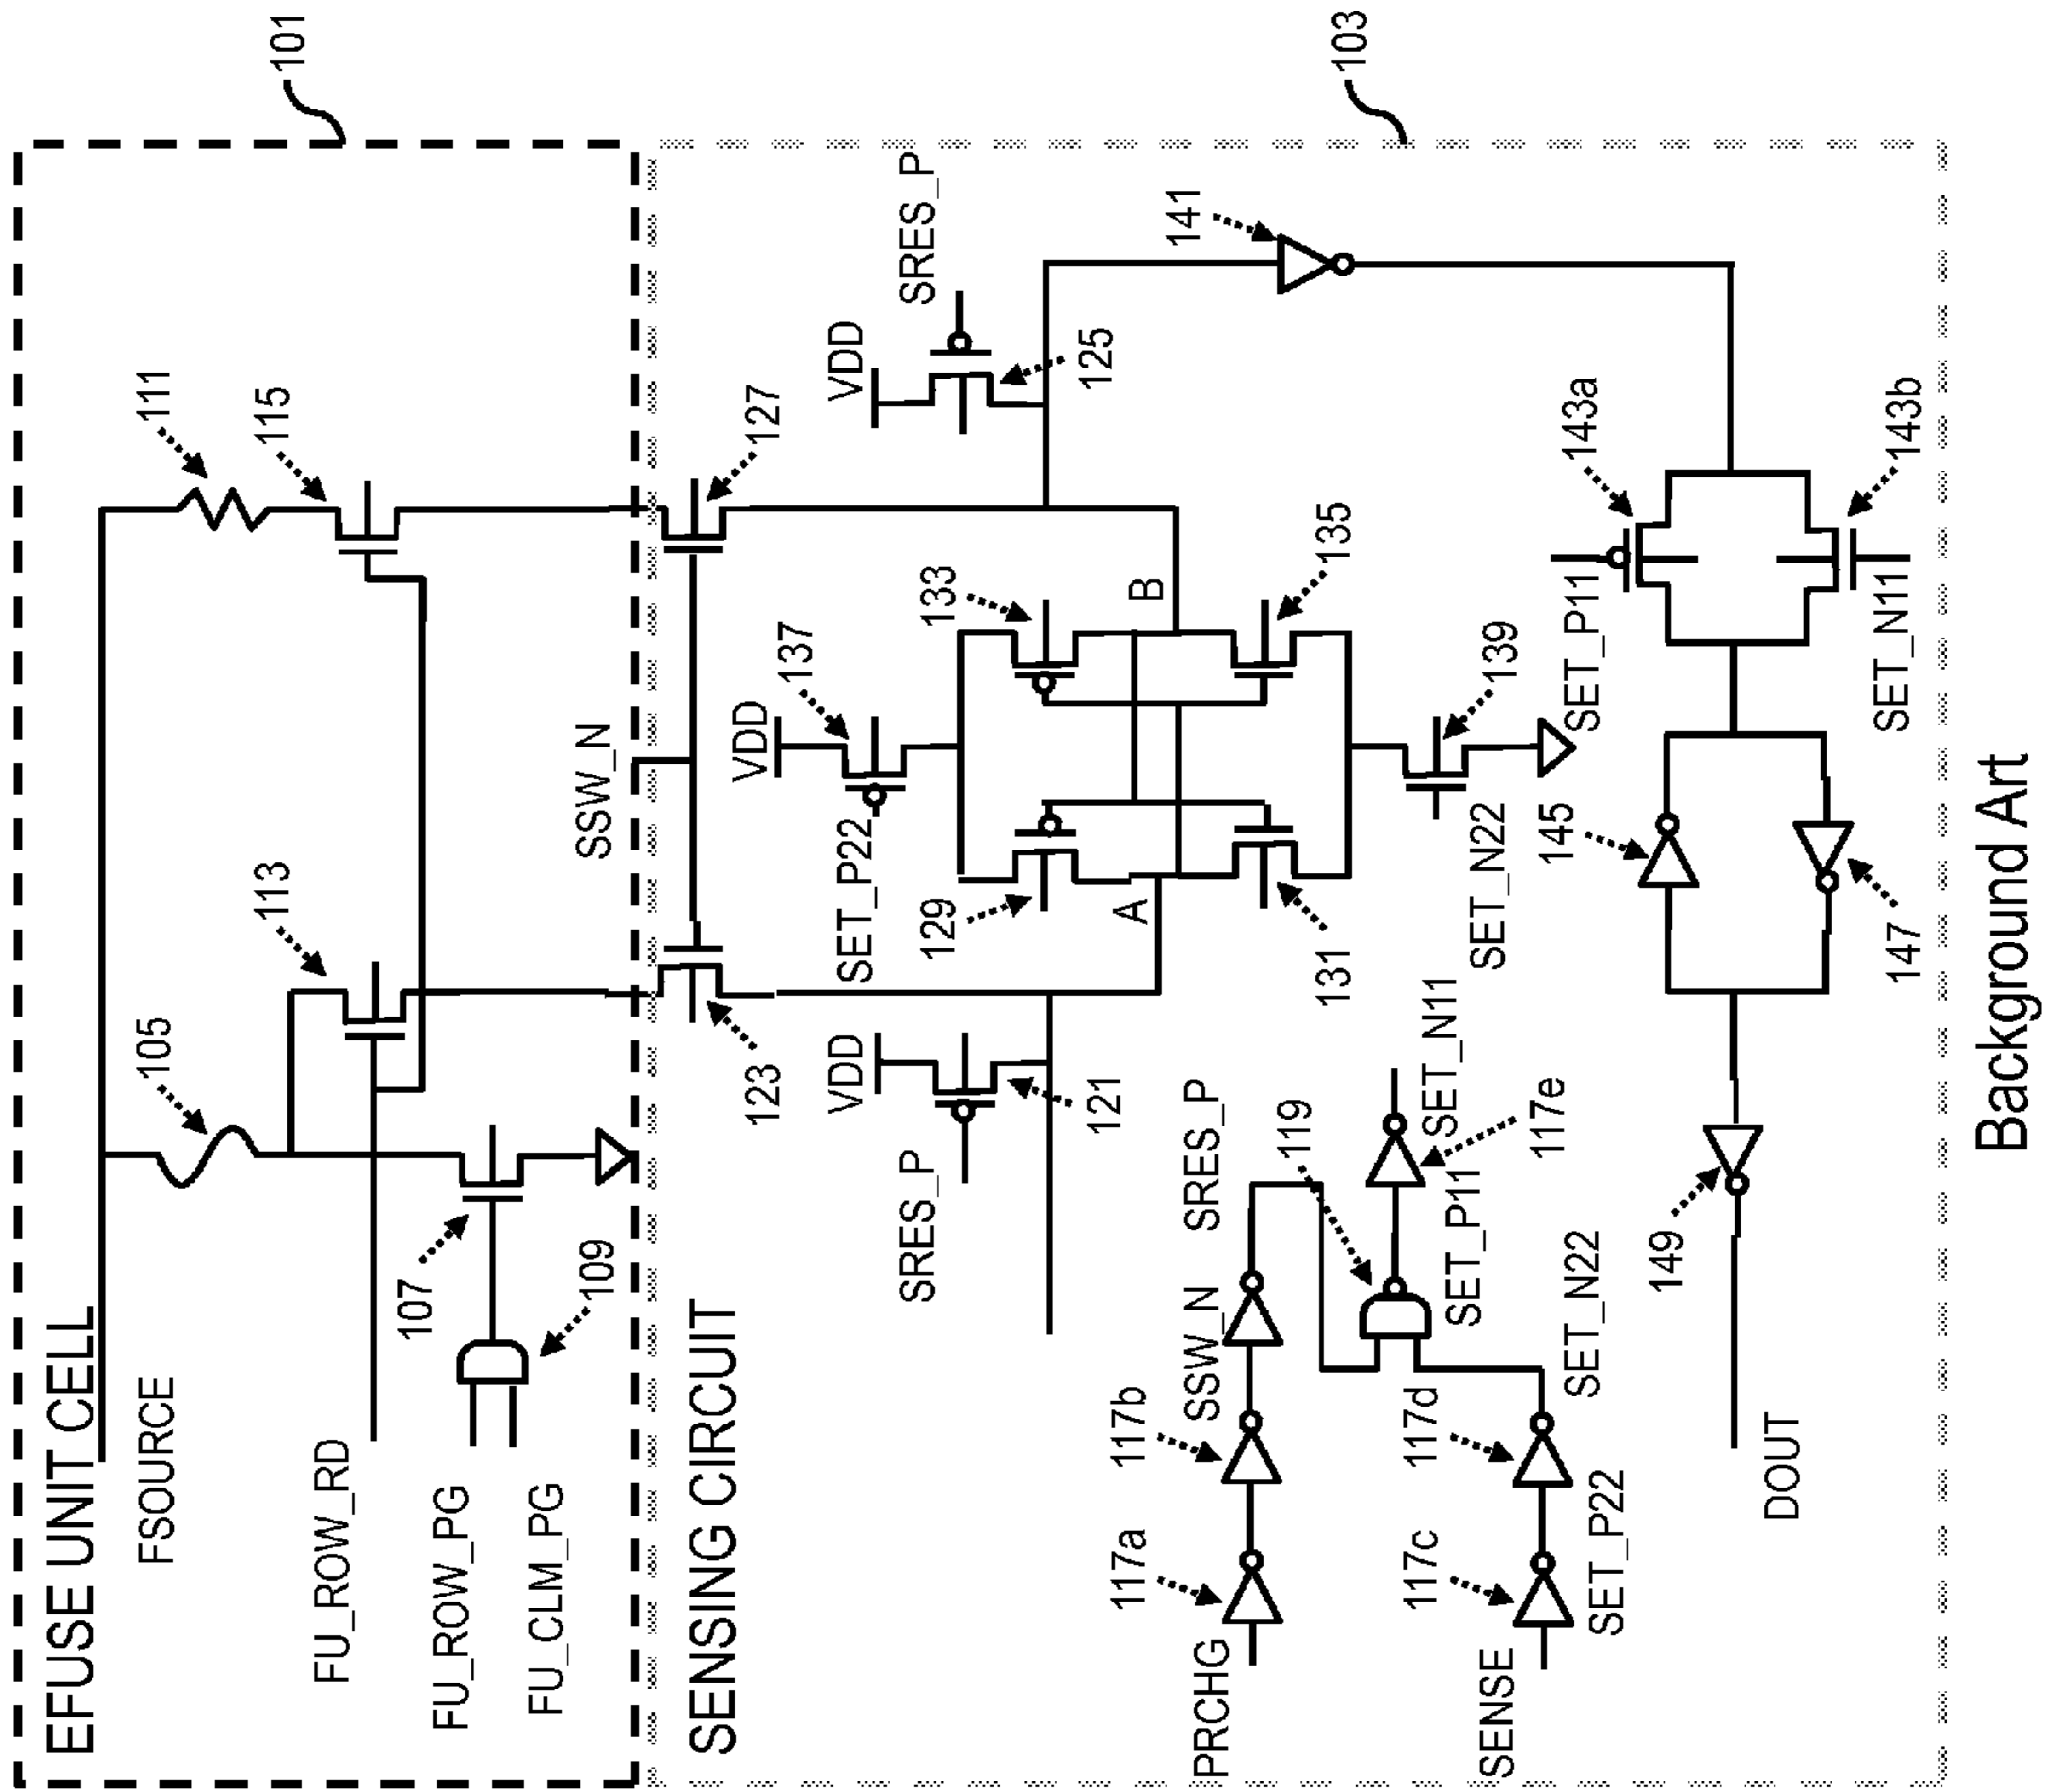 101
EFUSE UNIT CELL
FSOURCE
105
111
113
115
FU_ROW_RD
107
109
FU_ROW_PG
FU_CLM_PG
103
SENSING CIRCUIT
SSW_N
123
127
VDD
SRES_P
121
VDD
SRES_P
125
VDD
137
SET_P22
129
133
A
B
131
135
SET_N22
139
141
PRCHG
117a
117b
SSW_N
SRES_P
119
SET_P11
SET_N11
117e
SENSE
117c
SET_P22
117d
SET_N22
SET_P11
143a
SET_N11
143b
145
147
149
DOUT
Background Art